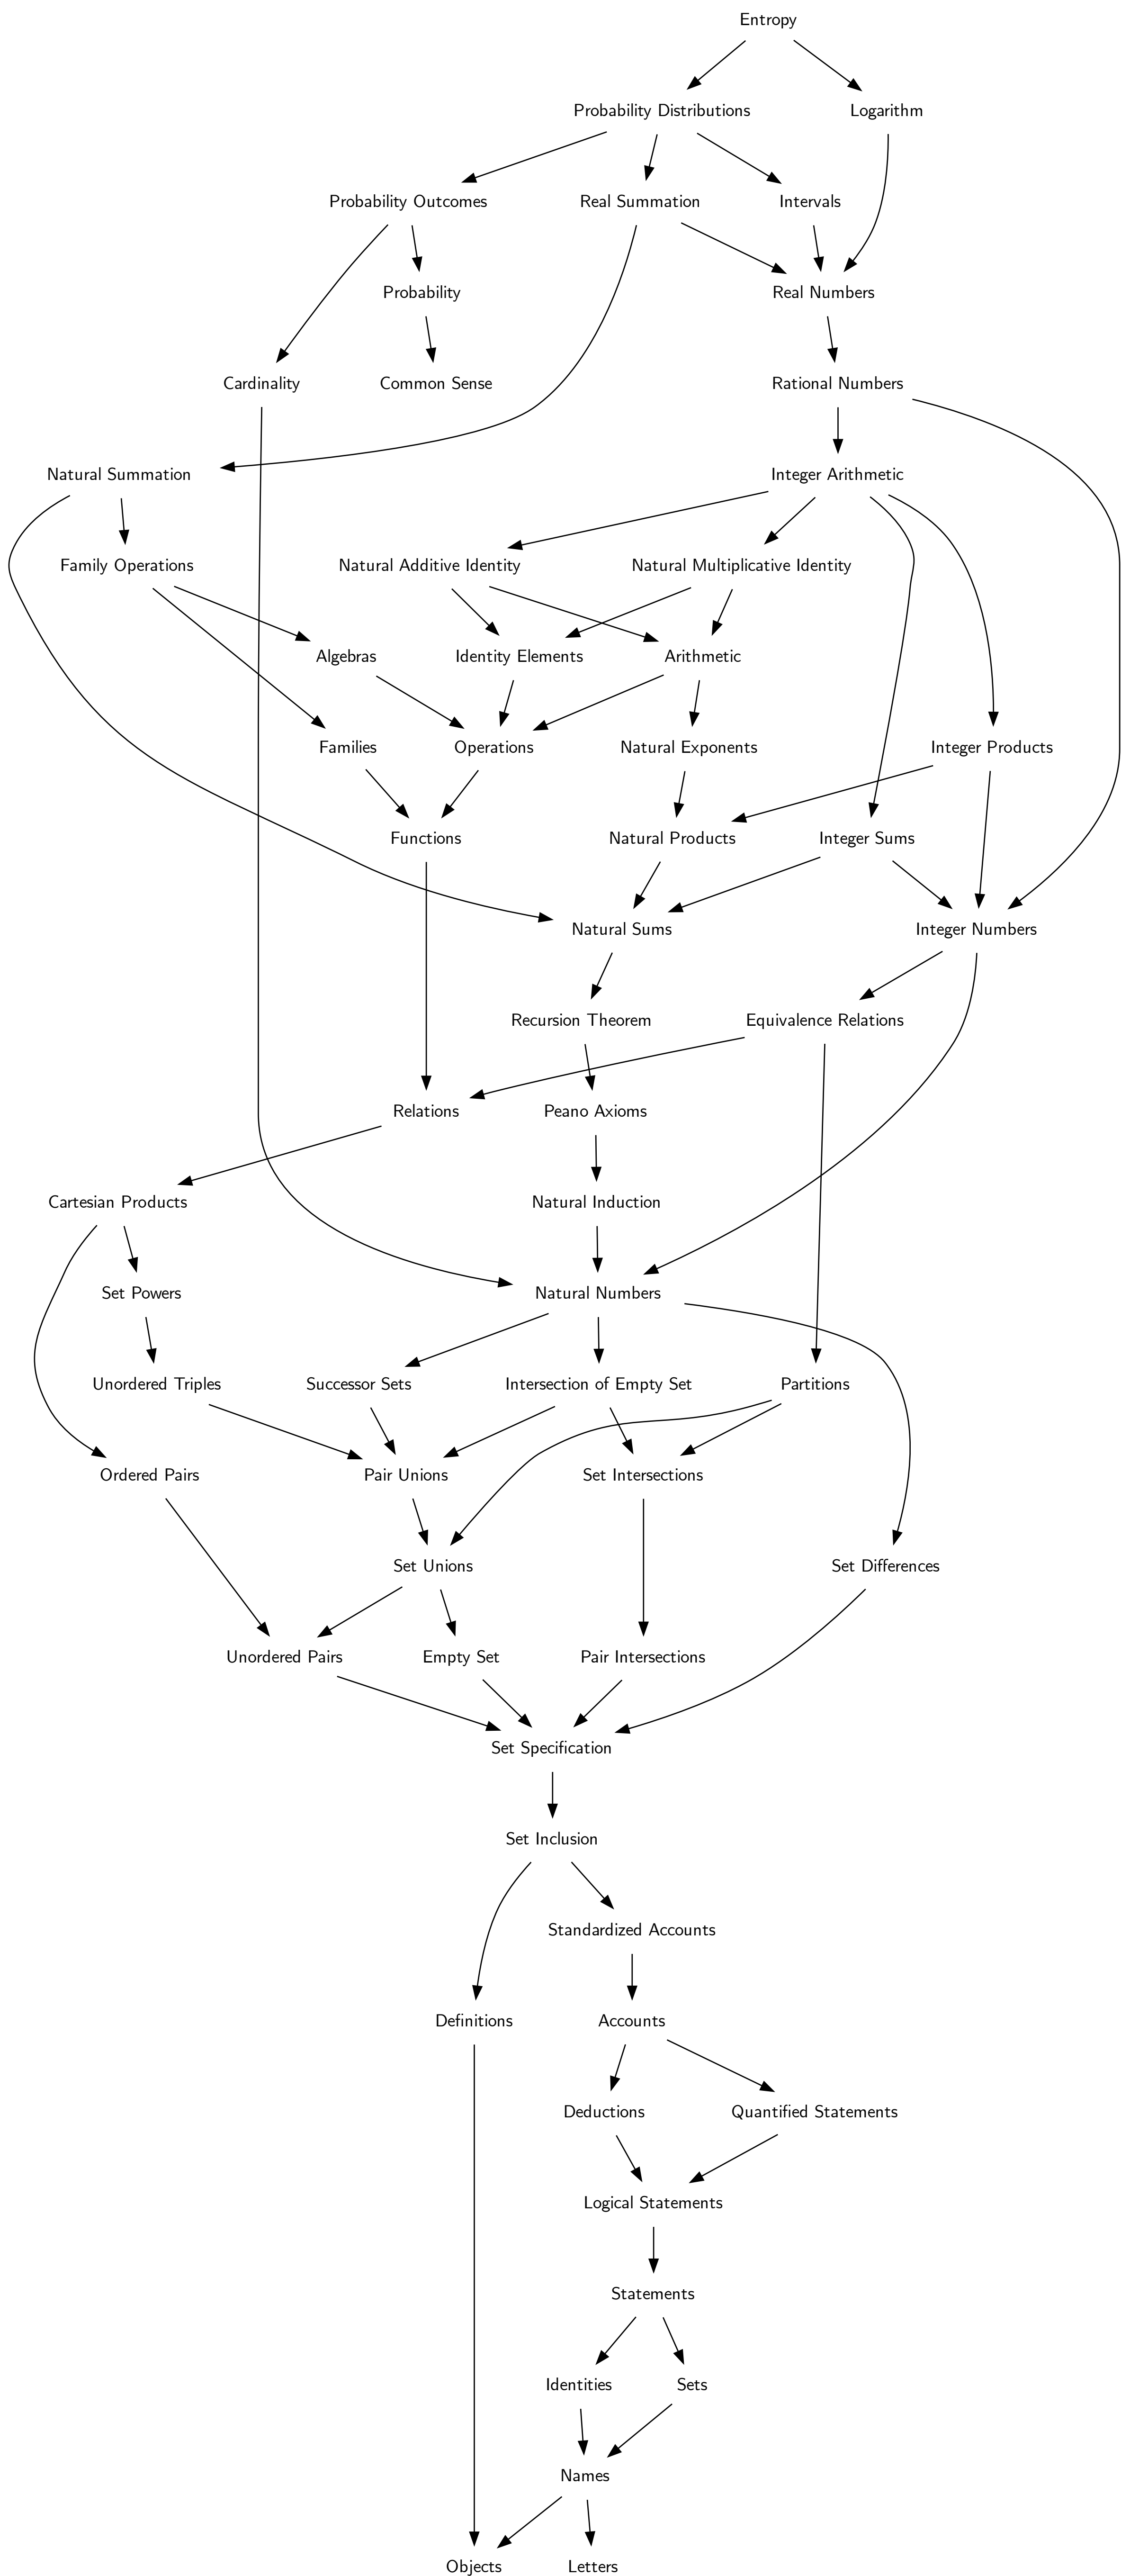 Entropy
Probability Distributions
Logarithm
Probability Outcomes
Real Summation
Intervals
Probability
Real Numbers
Cardinality
Common Sense
Rational Numbers
Natural Summation
Integer Arithmetic
Family Operations
Natural Additive Identity
Natural Multiplicative Identity
Algebras
Identity Elements
Arithmetic
Families
Operations
Natural Exponents
Integer Products
Functions
Natural Products
Integer Sums
Natural Sums
Integer Numbers
Recursion Theorem
Equivalence Relations
Relations
Peano Axioms
Cartesian Products
Natural Induction
Set Powers
Natural Numbers
Unordered Triples
Successor Sets
Intersection of Empty Set
Partitions
Ordered Pairs
Pair Unions
Set Intersections
Set Unions
Set Differences
Unordered Pairs
Empty Set
Pair Intersections
Set Specification
Set Inclusion
Standardized Accounts
Definitions
Accounts
Deductions
Quantified Statements
Logical Statements
Statements
Identities
Sets
Names
Objects
Letters